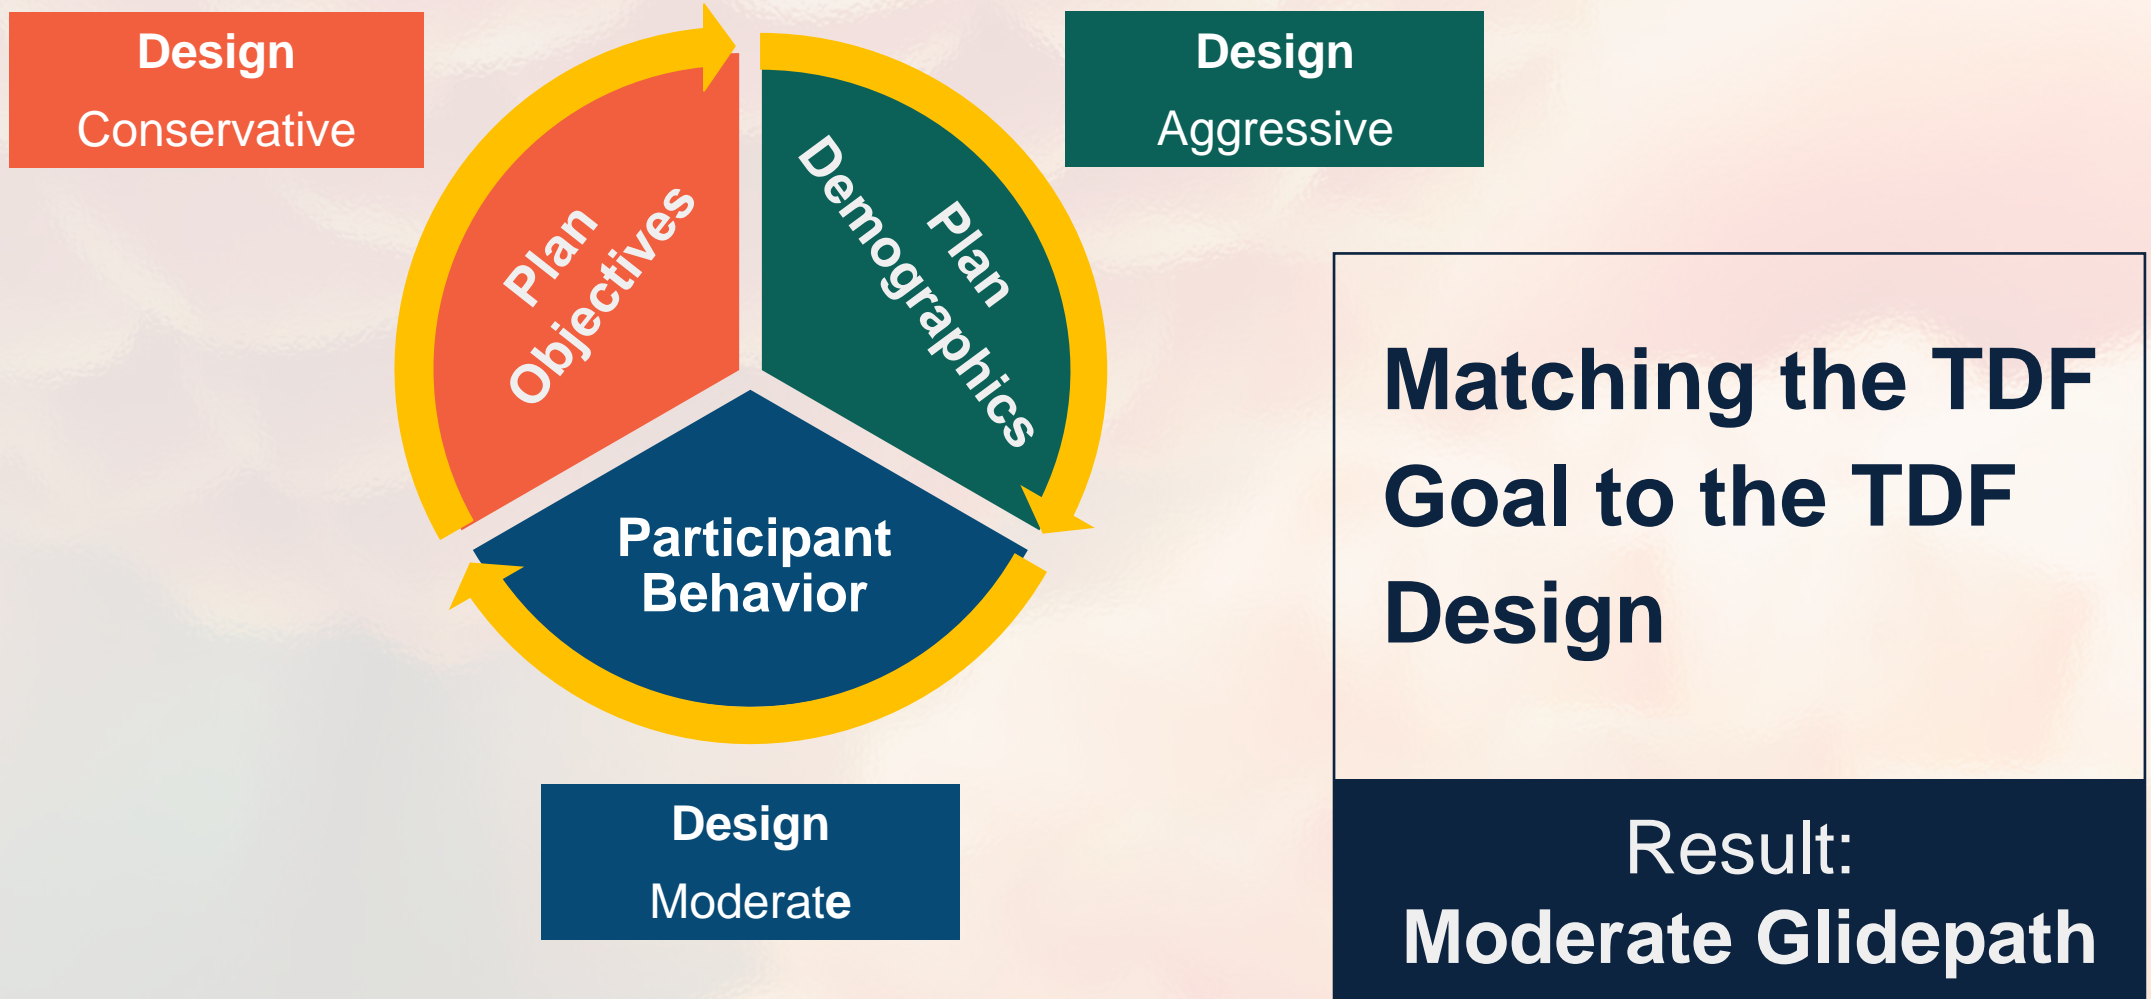 Design
Conservative
Plan
Objectives
Design
Aggressive
Plan
Demographics
Participant
Behavior
Design
Moderate
Matching the TDF
Goal to the TDF
Design
Result:
Moderate Glidepath